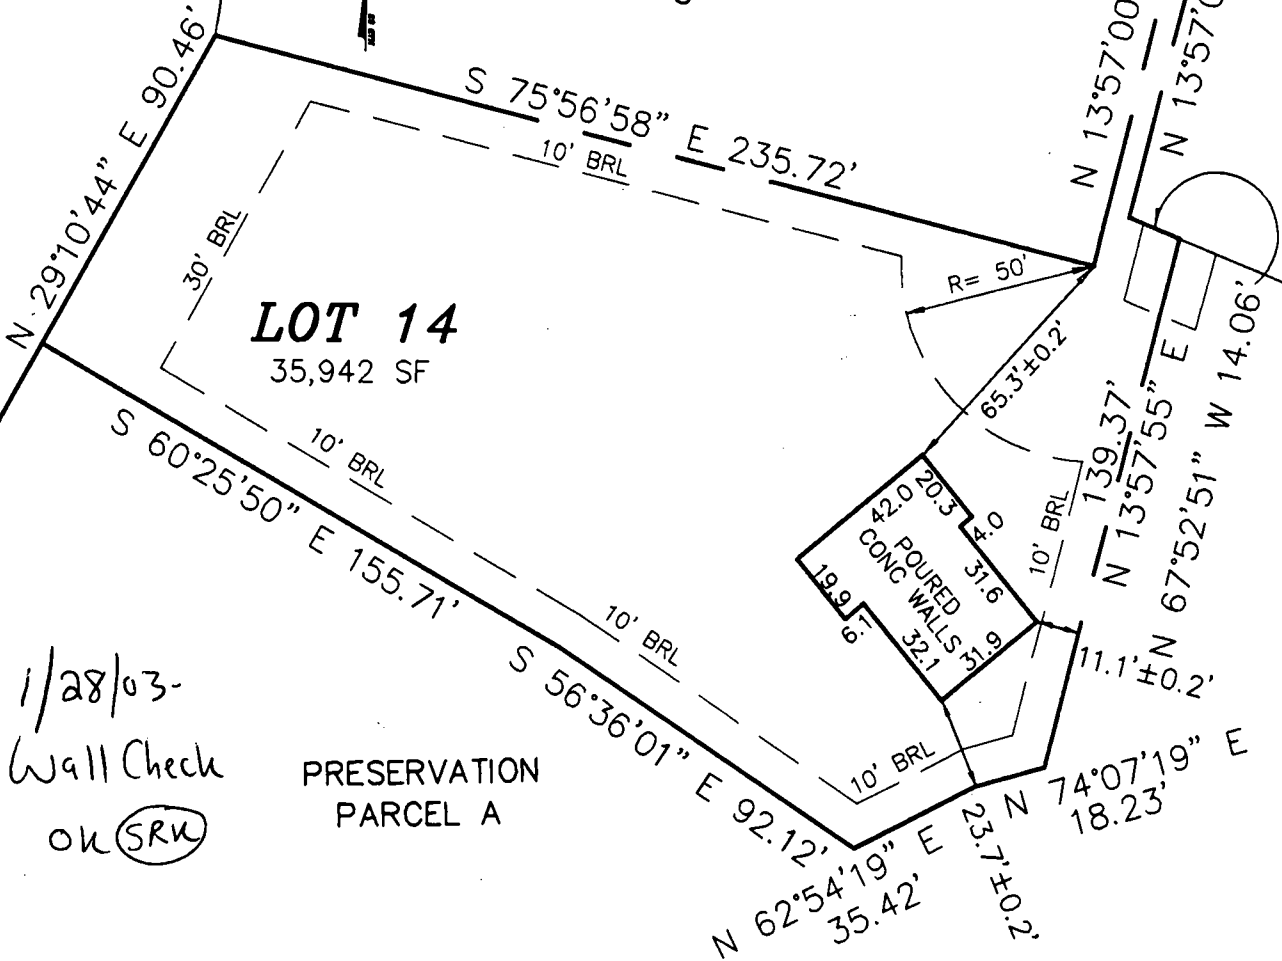 N 29°10'44" E 90.46'
S 75°56'58" E 235.72'
10' BRL
N 13°57'00
N 13°57'0
30' BRL
R= 50'
LOT 14
35,942 SF
65.3'±0.2'
139.37'
N 13°57'55" E
N 67°52'51" W 14.06'
10' BRL
S 60°25'50" E 155.71'
42.0
20.3
4.0
POURED
CONC WALLS
31.6
10' BRL
19.9
6.1
32.1
31.9
10' BRL
S 56°36'01" E 92.12'
11.1'±0.2'
1/28/03-
Wall Check
OK SRK
PRESERVATION
PARCEL A
10' BRL
N 74°07'19" E
18.23'
23.7'±0.2'
N 62°54'19" E
35.42'